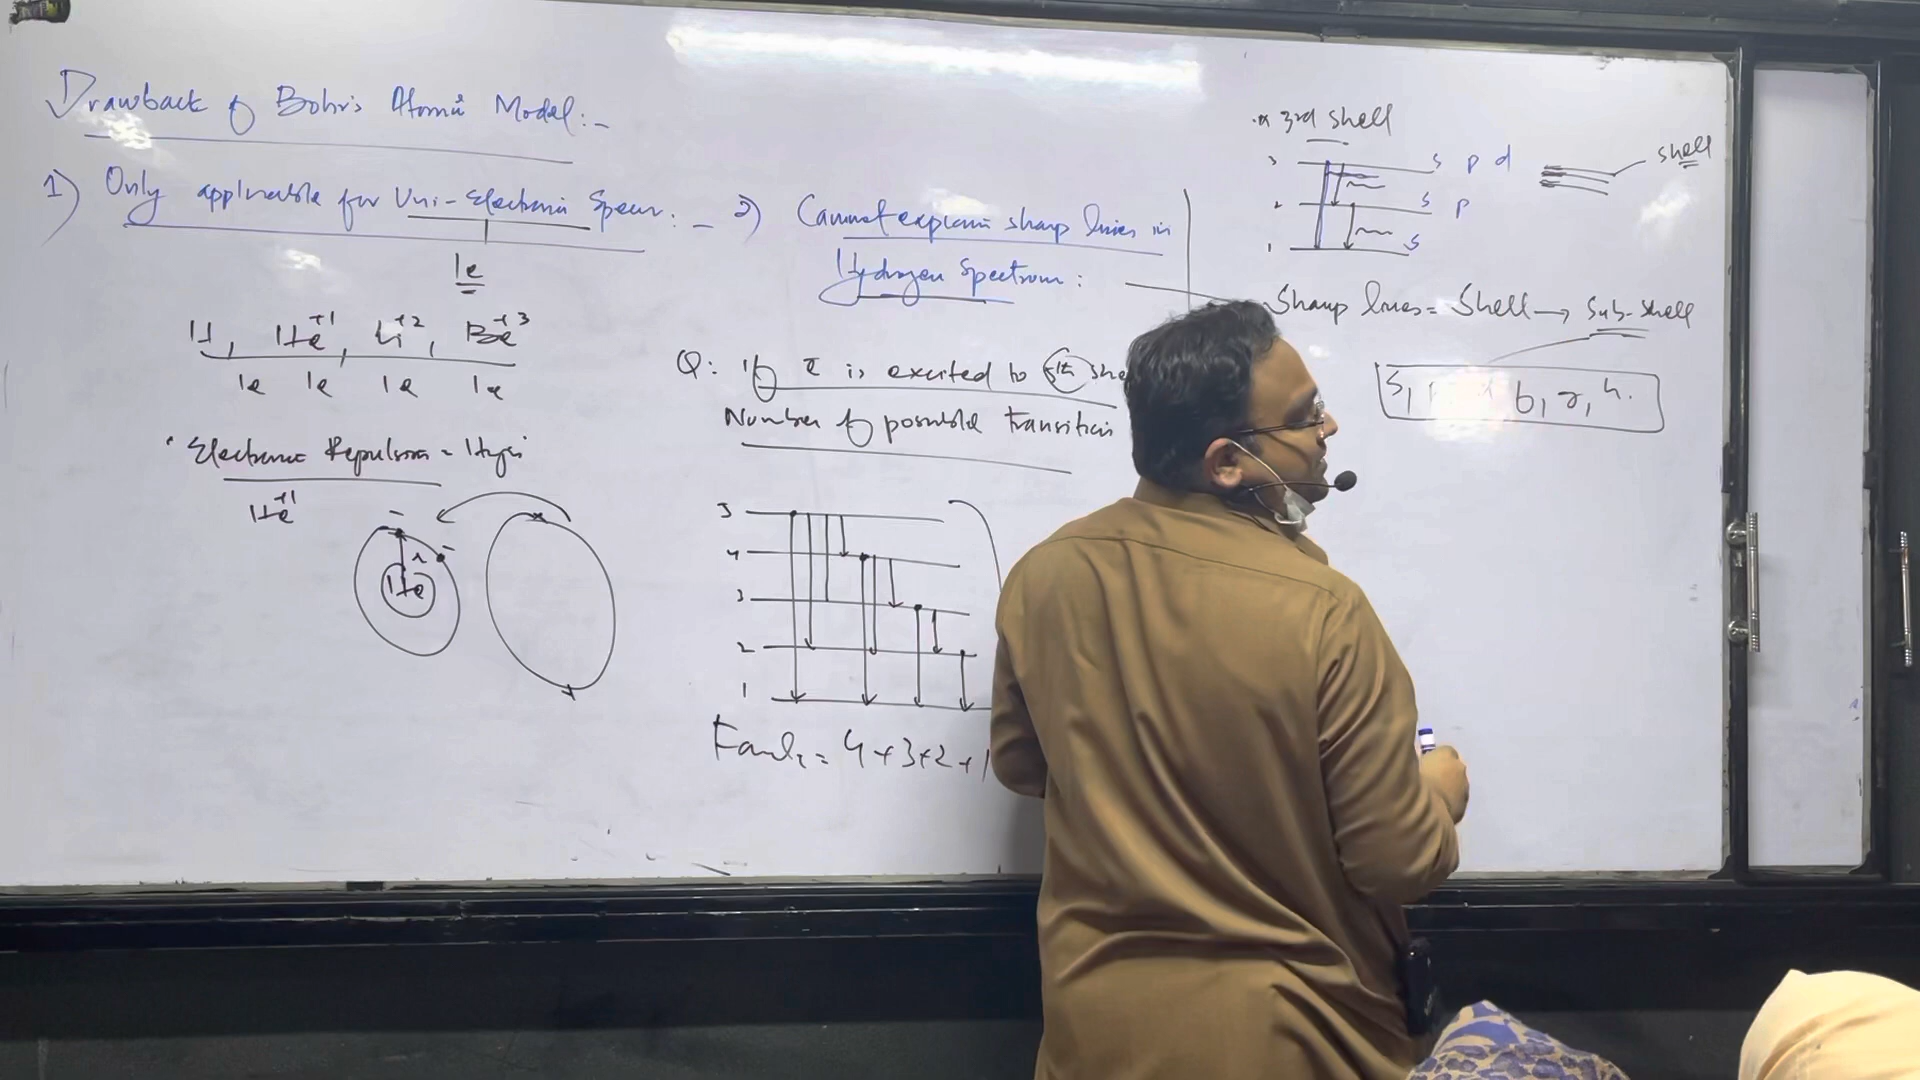 Drawback of Bohr's Atomic Model:-
1) Only applicable for Uni-Electronic Specie:-
1e
H, He+1, Li+2, Be+3
1e 1e 1e 1e
• Electronic Repulsion = High
He+1
- -
r
He
2) Cannot explain sharp lines in
Hydrogen Spectrum:
Q: If e is excited to 5th she
Number of possible transition
5
4
3
2
1
= 4+3+2+1
* 3rd shell
3 s p d
2 s p
1 s
shell
Sharp lines = Shell → Sub-shell
s,